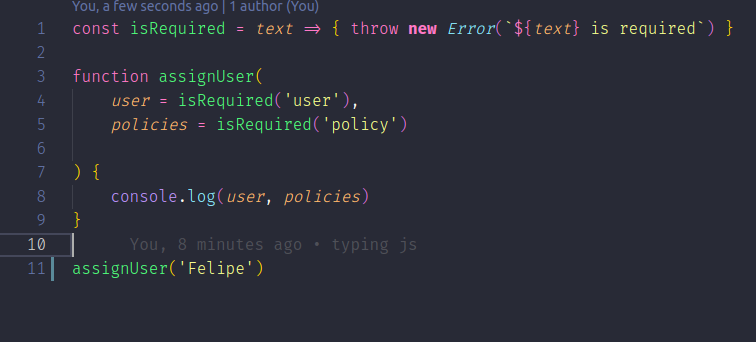 You, a few seconds ago | 1 author (You)
1 const isRequired = text => { throw new Error(`${text} is required`) }
2
3 function assignUser(
4 user = isRequired('user'),
5 policies = isRequired('policy')
6
7 ) {
8 console.log(user, policies)
9 }
10 You, 8 minutes ago • typing js
11 assignUser('Felipe')